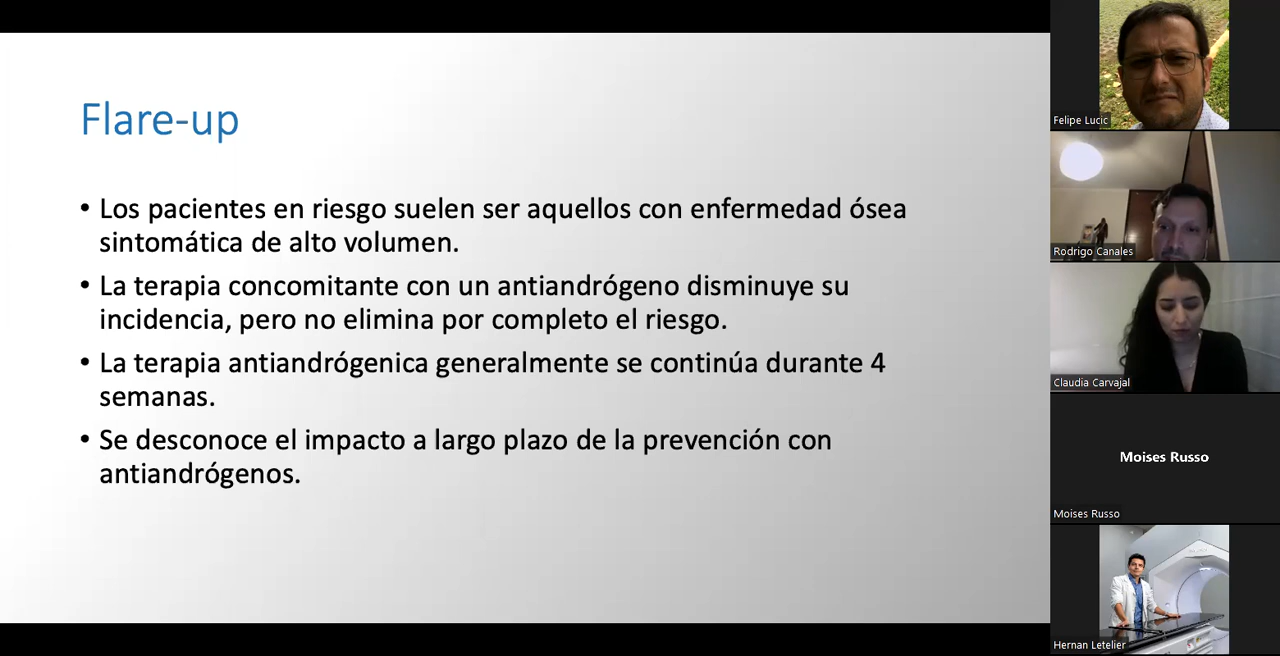 Flare-up
• Los pacientes en riesgo suelen ser aquellos con enfermedad ósea
sintomática de alto volumen.
• La terapia concomitante con un antiandrógeno disminuye su
incidencia, pero no elimina por completo el riesgo.
• La terapia antiandrógenica generalmente se continúa durante 4
semanas.
• Se desconoce el impacto a largo plazo de la prevención con
antiandrógenos.
Felipe Lucic
Rodrigo Canales
Claudia Carvajal
Moises Russo
Moises Russo
Hernan Letelier